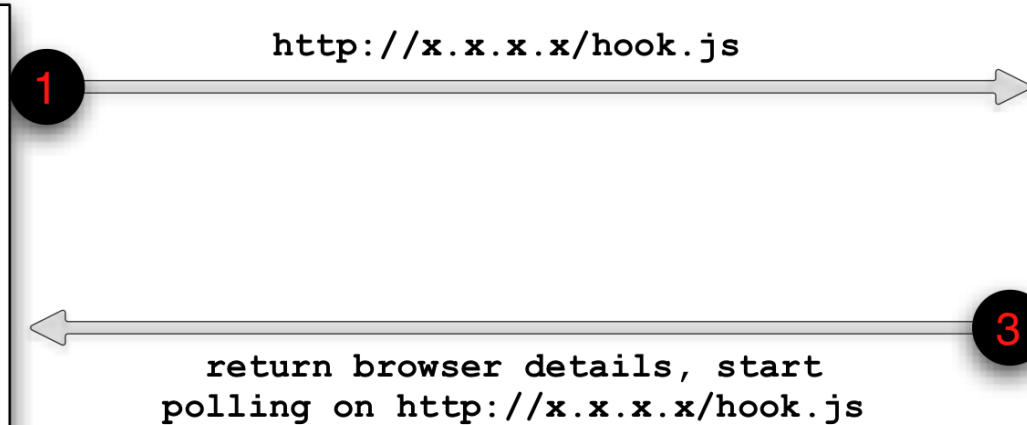 http://x.x.x.x/hook.js
1
3
return browser details, start
polling on http://x.x.x.x/hook.js